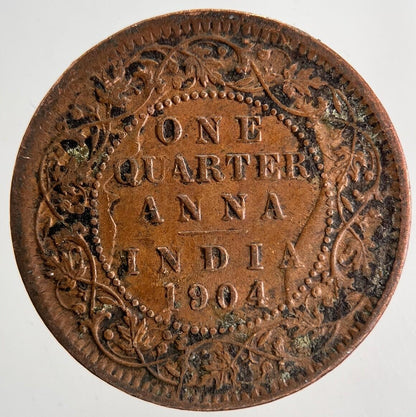 ONE
QUARTER
ANNA
INDIA
1904